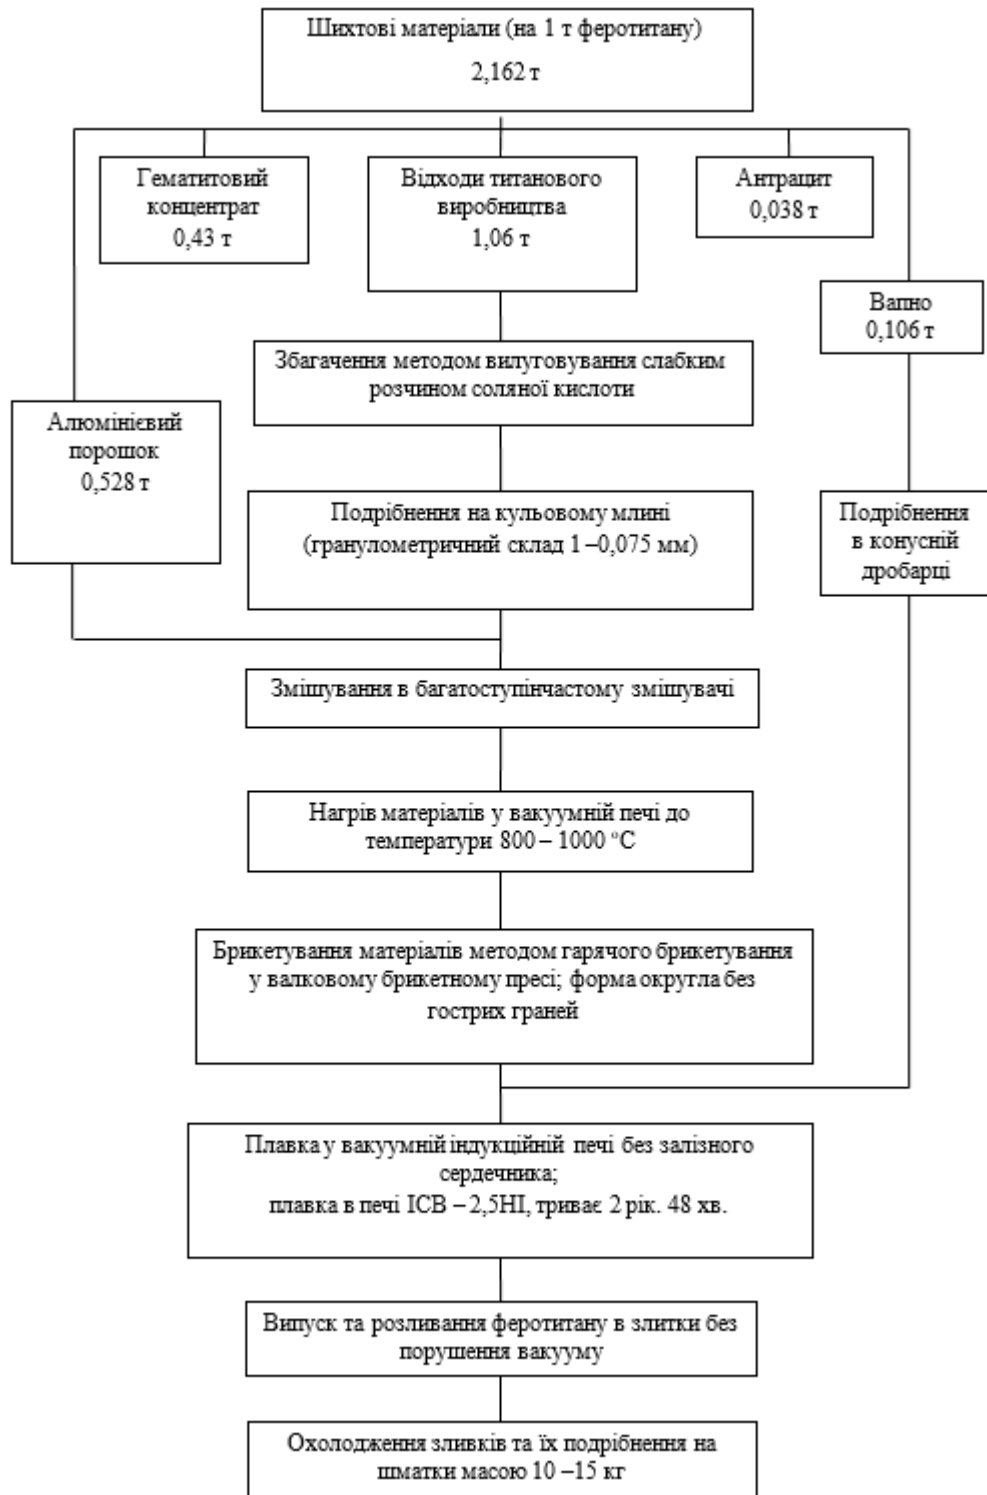 Шихтові матеріали (на 1 т феротитану)
2,162 т
Гематитовий
концентрат
0,43 т
Відходи титанового
виробництва
1,06 т
Антрацит
0,038 т
Вапно
0,106 т
Збагачення методом вилуговування слабким
розчином соляної кислоти
Алюмінієвий
порошок
0,528 т
Подрібнення на кульовому млині
(гранулометричний склад 1 –0,075 мм)
Подрібнення
в конусній
дробарці
Змішування в багатоступінчастому змішувачі
Нагрів матеріалів у вакуумній печі до
температури 800 – 1000 °С
Брикетування матеріалів методом гарячого брикетування
у валковому брикетному пресі; форма округла без
гострих граней
Плавка у вакуумній індукційній печі без залізного
сердечника;
плавка в печі ІСВ – 2,5НІ, триває 2 рік. 48 хв.
Випуск та розливання феротитану в злитки без
порушення вакууму
Охолодження зливків та їх подрібнення на
шматки масою 10 –15 кг